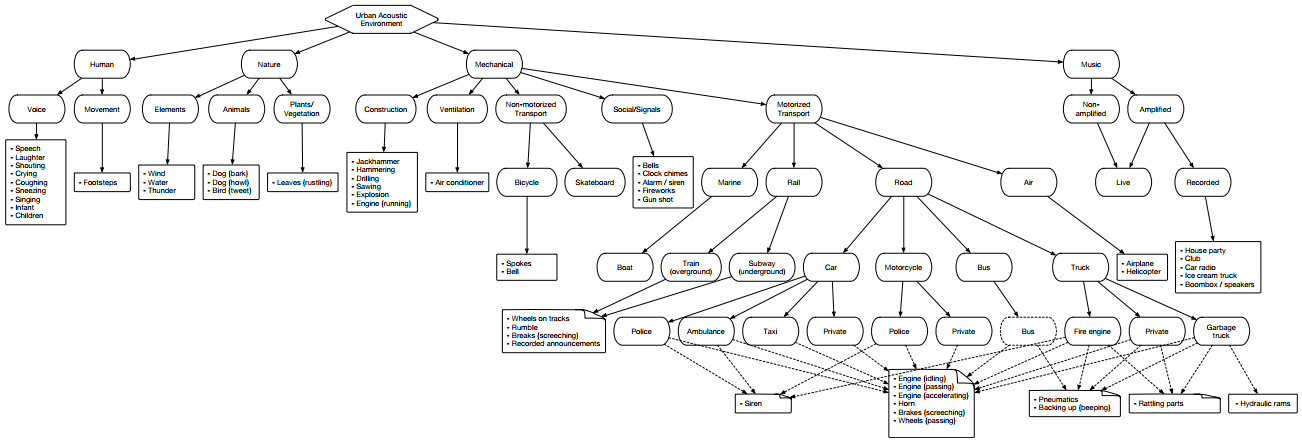 Urban Acoustic
Environment
Human
Nature
Mechanical
Music
Voice
Movement
Elements
Animals
Plants/
Vegetation
Construction
Ventilation
Non-motorized
Transport
Social/Signals
Motorized
Transport
Non-
amplified
Amplified
• Speech
• Laughter
• Shouting
• Crying
• Coughing
• Sneezing
• Singing
• Infant
• Children
• Footsteps
• Wind
• Water
• Thunder
• Dog {bark}
• Dog {howl}
• Bird {tweet}
• Leaves {rustling}
• Jackhammer
• Hammering
• Drilling
• Sawing
• Explosion
• Engine {running}
• Air conditioner
Bicycle
Skateboard
• Bells
• Clock chimes
• Alarm / siren
• Fireworks
• Gun shot
Marine
Rail
Road
Air
Live
Recorded
• Spokes
• Bell
Boat
Train
(overground)
Subway
(underground)
Car
Motorcycle
Bus
Truck
• Airplane
• Helicopter
• House party
• Club
• Car radio
• Ice cream truck
• Boombox / speakers
• Wheels on tracks
• Rumble
• Breaks {screeching}
• Recorded announcements
Police
Ambulance
Taxi
Private
Police
Private
Bus
Fire engine
Private
Garbage
truck
• Siren
• Engine {idling}
• Engine {passing}
• Engine {accelerating}
• Horn
• Brakes {screeching}
• Wheels {passing}
• Pneumatics
• Backing up {beeping}
• Rattling parts
• Hydraulic rams